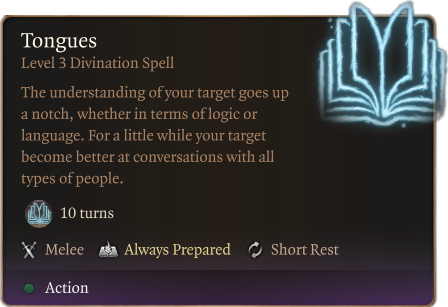 Tongues
Level 3 Divination Spell
The understanding of your target goes up
a notch, whether in terms of logic or
language. For a little while your target
become better at conversations with all
types of people.
10 turns
Melee Always Prepared Short Rest
Action